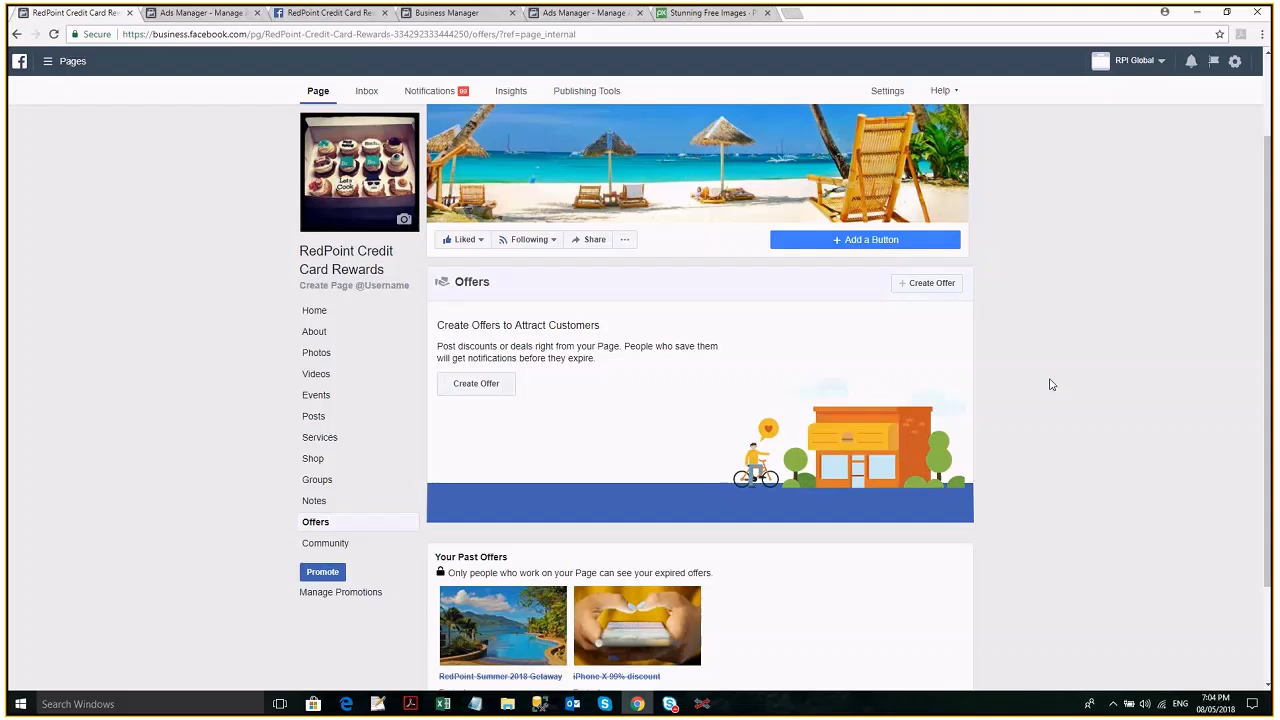 RedPoint Credit Card Rew
Ads Manager - Manage A
RedPoint Credit Card Rew
Business Manager
Ads Manager - Manage A
Stunning Free Images · P
Secure
https://business.facebook.com/pg/RedPoint-Credit-Card-Rewards-334292333444250/offers/?ref=page_internal
Pages
RPI Global
Page
Inbox
Notifications 99
Insights
Publishing Tools
Settings
Help
Liked
Following
Share
+ Add a Button
RedPoint Credit
Card Rewards
Create Page @Username
Home
About
Photos
Videos
Events
Posts
Services
Shop
Groups
Notes
Offers
Community
Promote
Manage Promotions
Offers
+ Create Offer
Create Offers to Attract Customers
Post discounts or deals right from your Page. People who save them
will get notifications before they expire.
Create Offer
Your Past Offers
Only people who work on your Page can see your expired offers.
RedPoint Summer 2018 Getaway
iPhone X 99% discount
Search Windows
ENG
7:04 PM
08/05/2018